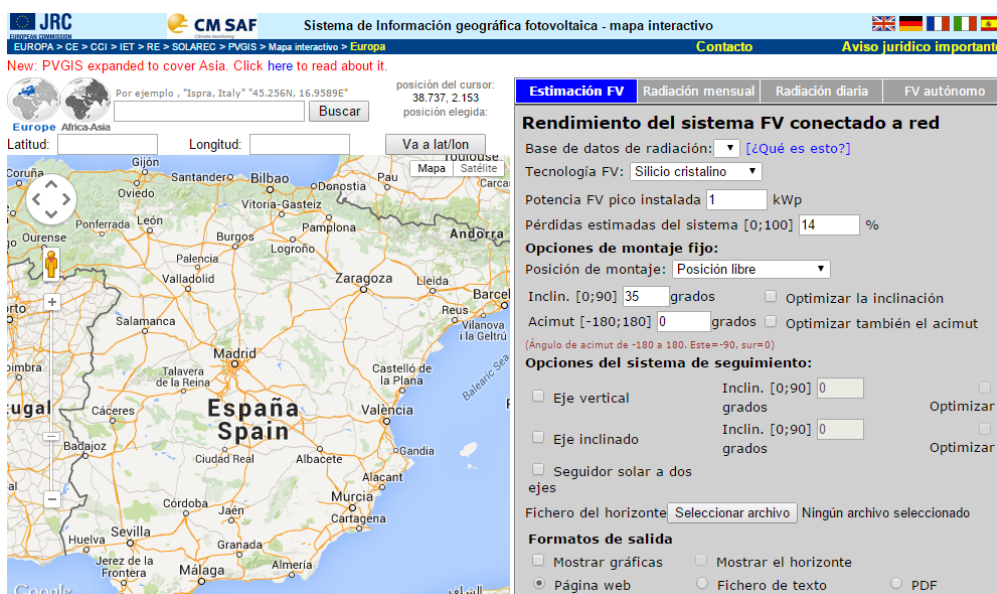 JRC
EUROPEAN COMMISSION
CM SAF
Climate Monitoring
Sistema de Información geográfica fotovoltaica - mapa interactivo
EUROPA > CE > CCI > IET > RE > SOLAREC > PVGIS > Mapa interactivo > Europa
Contacto
Aviso jurídico importante
New: PVGIS expanded to cover Asia. Click here to read about it.
Europe
Africa-Asia
Por ejemplo , "Ispra, Italy" "45.256N, 16.9589E"
Buscar
posición del cursor:
38.737, 2.153
posición elegida:
Latitud:
Longitud:
Va a lat/lon
Mapa
Satélite
Toulouse
Coruña
Gijón
Santander
Bilbao
Donostia
Pau
Carcas
Oviedo
Vitoria-Gasteiz
Pamplona
Andorra
Ponferrada
León
Ourense
Burgos
Logroño
Palencia
Valladolid
Zaragoza
Lleida
Barcel
Reus
Vilanova
i la Geltrú
rto
Salamanca
Madrid
oimbra
Talavera
de la Reina
Castelló de
la Plana
Balearic Sea
tugal
Cáceres
España
Spain
Valencia
Badajoz
Ciudad Real
Albacete
Gandia
Alacant
Murcia
Córdoba
Jaén
Cartagena
Huelva
Sevilla
Granada
Jerez de la
Frontera
Málaga
Almería
Google
Estimación FV
Radiación mensual
Radiación diaria
FV autónomo
Rendimiento del sistema FV conectado a red
Base de datos de radiación: [¿Qué es esto?]
Tecnología FV: Silicio cristalino
Potencia FV pico instalada 1 kWp
Pérdidas estimadas del sistema [0;100] 14 %
Opciones de montaje fijo:
Posición de montaje: Posición libre
Inclin. [0;90] 35 grados Optimizar la inclinación
Acimut [-180;180] 0 grados Optimizar también el acimut
(Ángulo de acimut de -180 a 180. Este=-90, sur=0)
Opciones del sistema de seguimiento:
Eje vertical
Inclin. [0;90] 0
grados
Optimizar
Eje inclinado
Inclin. [0;90] 0
grados
Optimizar
Seguidor solar a dos
ejes
Fichero del horizonte Seleccionar archivo Ningún archivo seleccionado
Formatos de salida
Mostrar gráficas Mostrar el horizonte
Página web Fichero de texto PDF